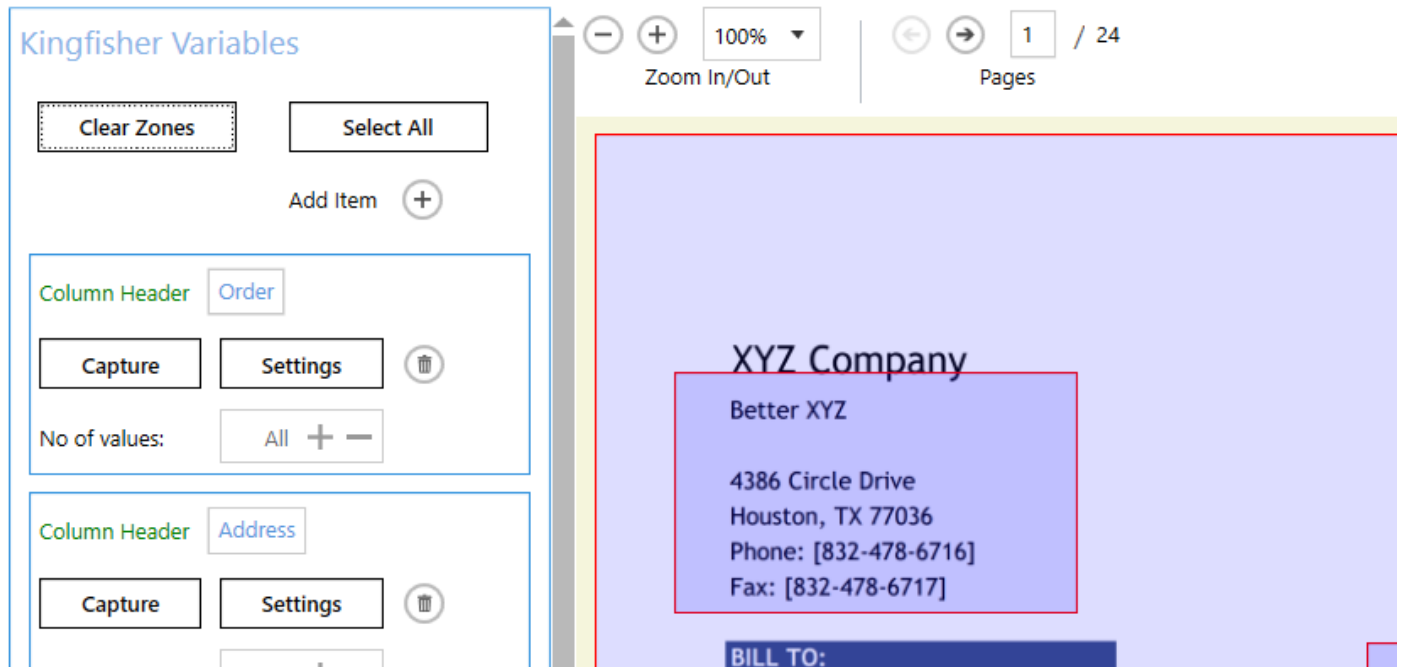 Kingfisher Variables
Clear Zones
Select All
Add Item
Column Header Order
Capture
Settings
No of values: All
Column Header Address
Capture
Settings
100%
Zoom In/Out
1 / 24
Pages
XYZ Company
Better XYZ
4386 Circle Drive
Houston, TX 77036
Phone: [832-478-6716]
Fax: [832-478-6717]
BILL TO: